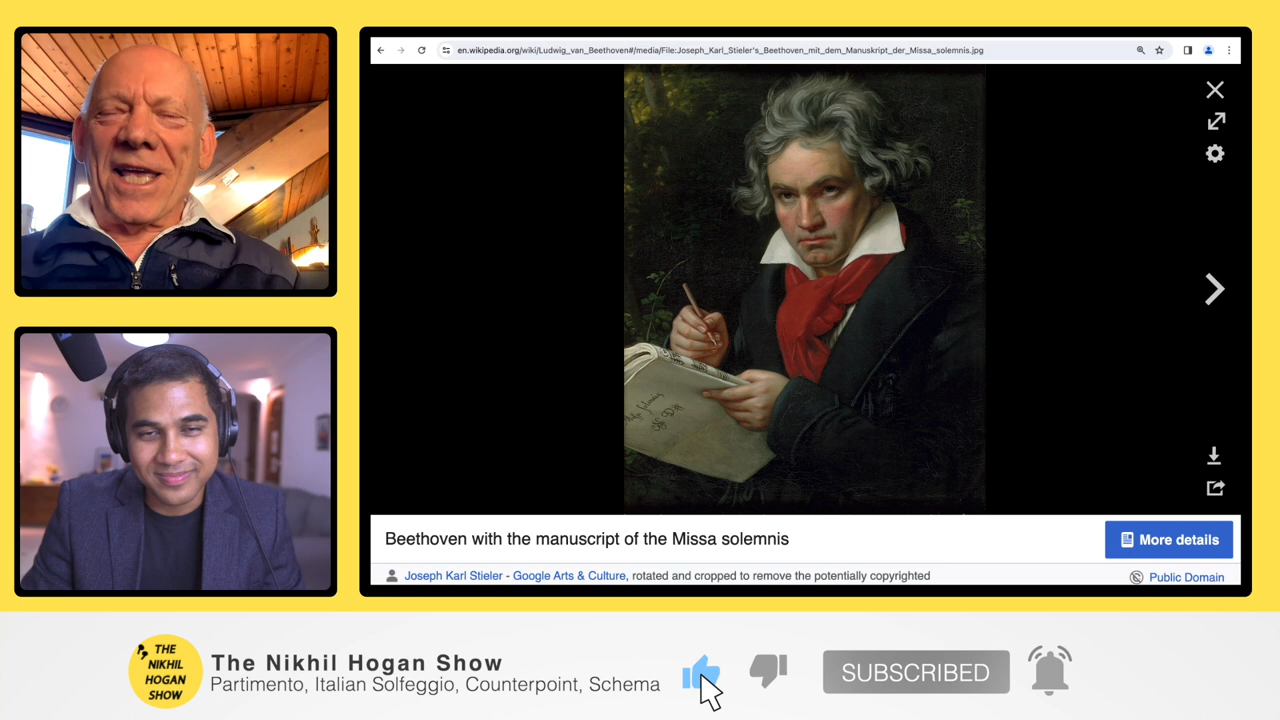 en.wikipedia.org/wiki/Ludwig_van_Beethoven#/media/File:Joseph_Karl_Stieler's_Beethoven_mit_dem_Manuskript_der_Missa_solemnis.jpg
Beethoven with the manuscript of the Missa solemnis
More details
Joseph Karl Stieler - Google Arts & Culture, rotated and cropped to remove the potentially copyrighted
Public Domain
THE
NIKHIL
HOGAN
SHOW
The Nikhil Hogan Show
Partimento, Italian Solfeggio, Counterpoint, Schema
SUBSCRIBED